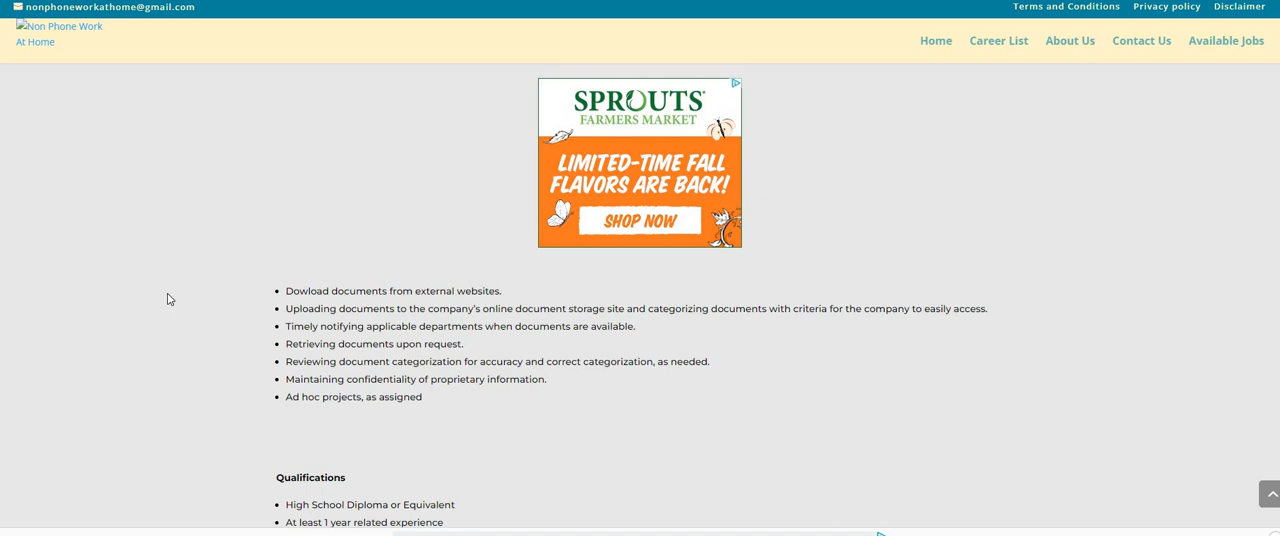 nonphoneworkathome@gmail.com
Terms and Conditions Privacy policy Disclaimer
Non Phone Work
At Home
Home Career List About Us Contact Us Available Jobs
SPROUTS
FARMERS MARKET
LIMITED-TIME FALL
FLAVORS ARE BACK!
SHOP NOW
Dowload documents from external websites.
Uploading documents to the company's online document storage site and categorizing documents with criteria for the company to easily access.
Timely notifying applicable departments when documents are available.
Retrieving documents upon request.
Reviewing document categorization for accuracy and correct categorization, as needed.
Maintaining confidentiality of proprietary information.
Ad hoc projects, as assigned
Qualifications
High School Diploma or Equivalent
At least 1 year related experience